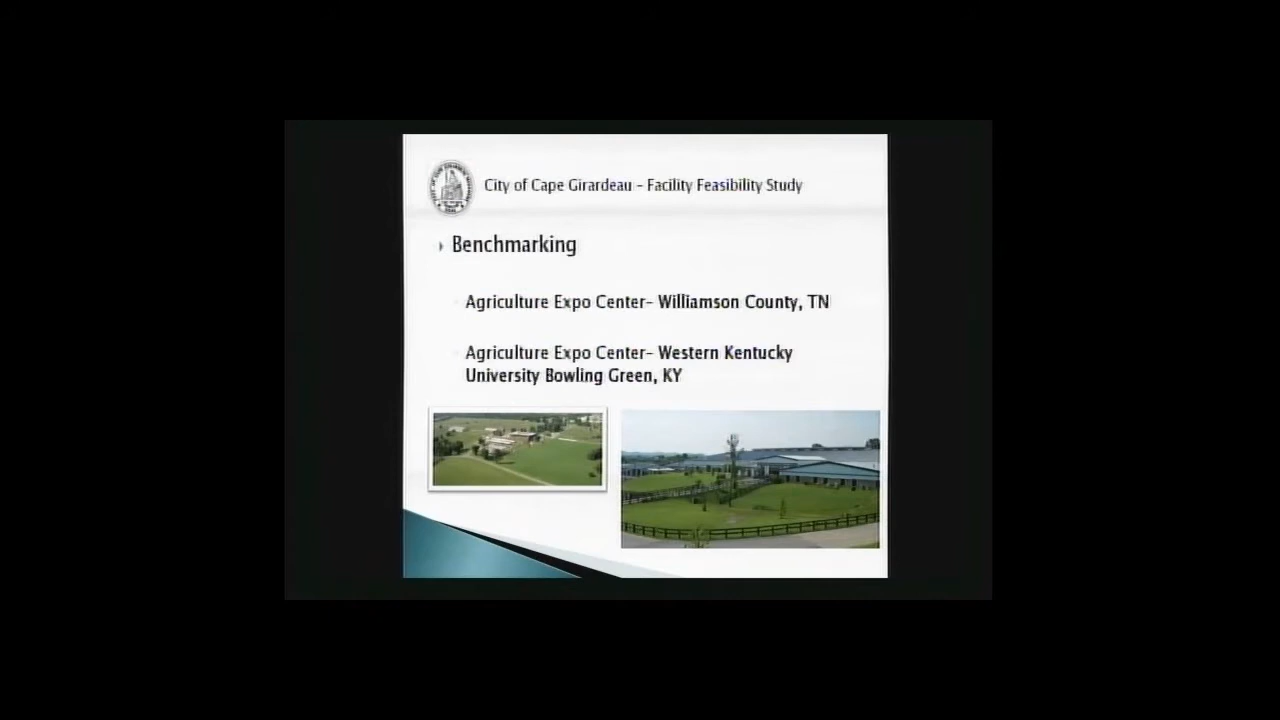 City of Cape Girardeau - Facility Feasibility Study
Benchmarking
Agriculture Expo Center- Williamson County, TN
Agriculture Expo Center- Western Kentucky
University Bowling Green, KY